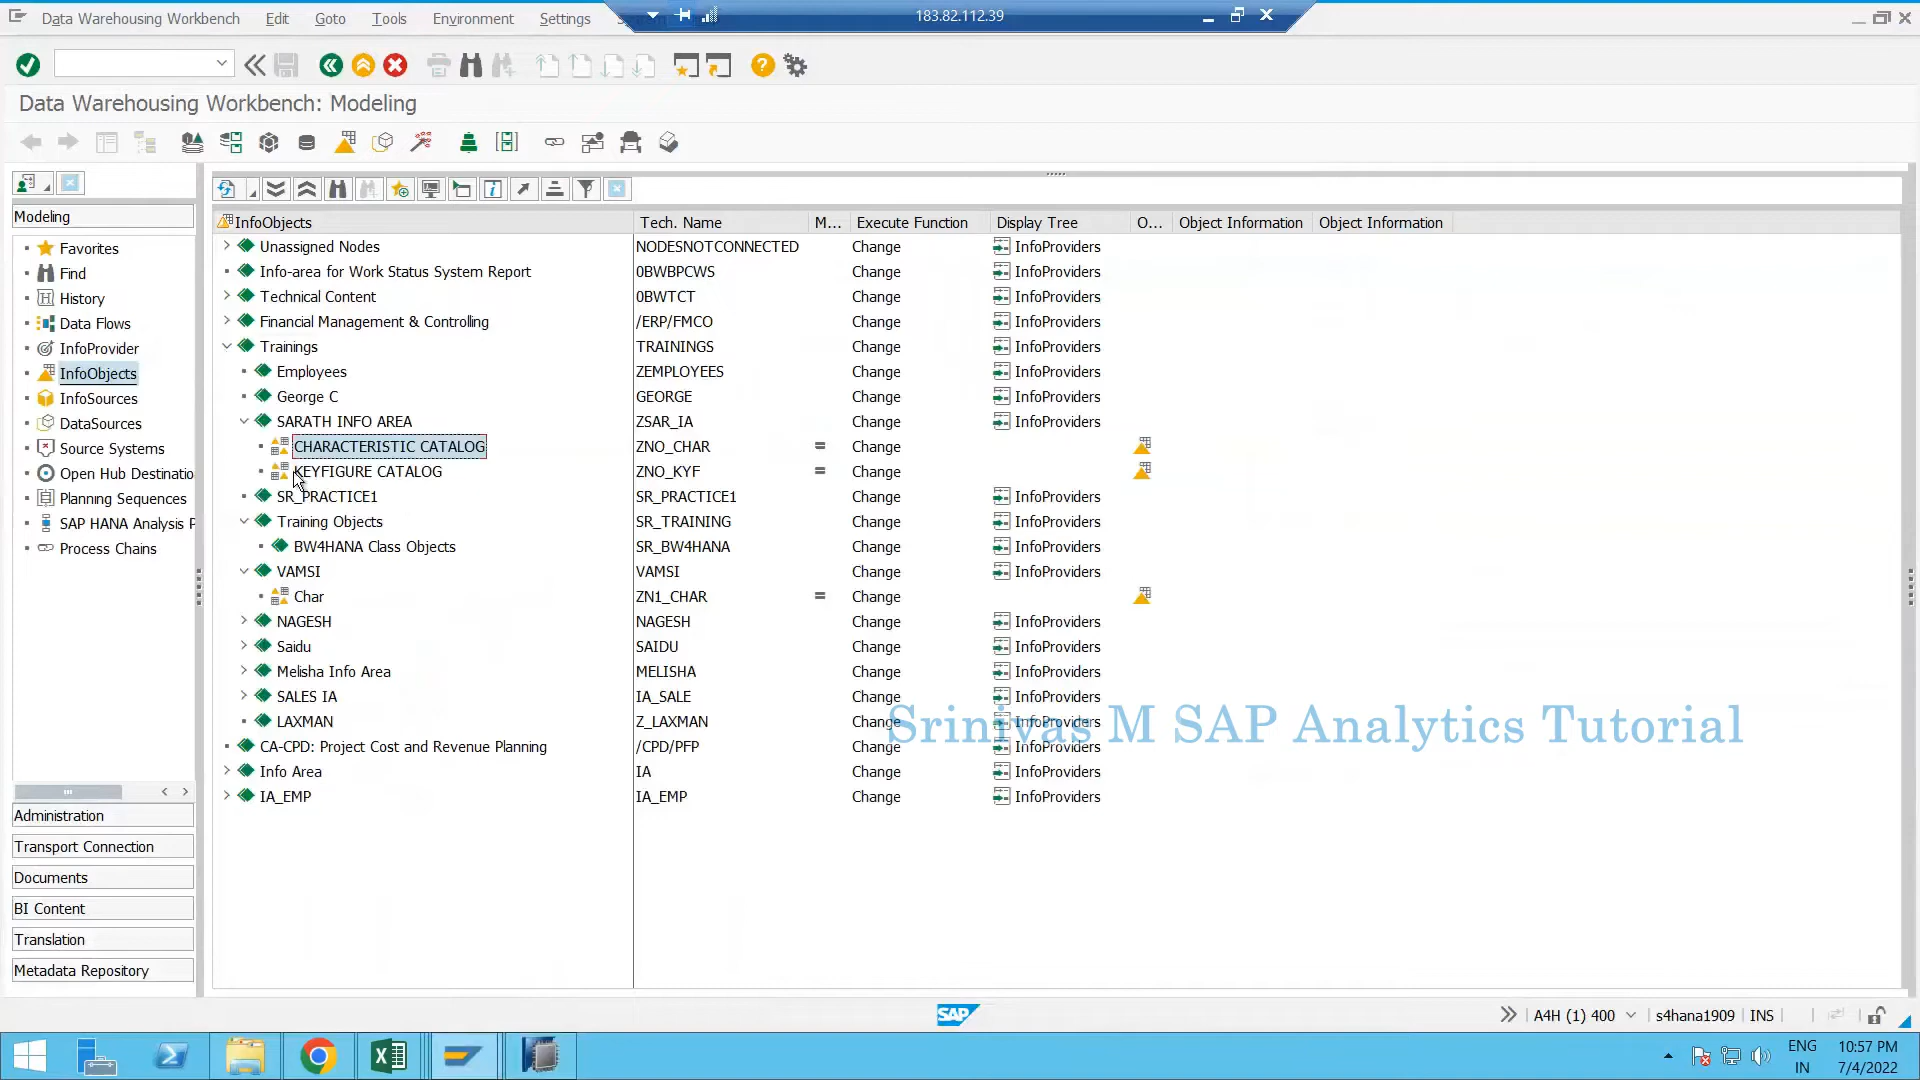 Data Warehousing Workbench Edit Goto Tools Environment Settings
183.82.112.39
Data Warehousing Workbench: Modeling
Modeling
Favorites
Find
History
Data Flows
InfoProvider
InfoObjects
InfoSources
DataSources
Source Systems
Open Hub Destinatio
Planning Sequences
SAP HANA Analysis P
Process Chains
Administration
Transport Connection
Documents
BI Content
Translation
Metadata Repository
InfoObjects Tech. Name M... Execute Function Display Tree O... Object Information Object Information
Unassigned Nodes NODESNOTCONNECTED Change InfoProviders
Info-area for Work Status System Report 0BWBPCWS Change InfoProviders
Technical Content 0BWTCT Change InfoProviders
Financial Management & Controlling /ERP/FMCO Change InfoProviders
Trainings TRAININGS Change InfoProviders
Employees ZEMPLOYEES Change InfoProviders
George C GEORGE Change InfoProviders
SARATH INFO AREA ZSAR_IA Change InfoProviders
CHARACTERISTIC CATALOG ZNO_CHAR = Change
KEYFIGURE CATALOG ZNO_KYF = Change
SR_PRACTICE1 SR_PRACTICE1 Change InfoProviders
Training Objects SR_TRAINING Change InfoProviders
BW4HANA Class Objects SR_BW4HANA Change InfoProviders
VAMSI VAMSI Change InfoProviders
Char ZN1_CHAR = Change
NAGESH NAGESH Change InfoProviders
Saidu SAIDU Change InfoProviders
Melisha Info Area MELISHA Change InfoProviders
SALES IA IA_SALE Change InfoProviders
LAXMAN Z_LAXMAN Change InfoProviders
CA-CPD: Project Cost and Revenue Planning /CPD/PFP Change InfoProviders
Info Area IA Change InfoProviders
IA_EMP IA_EMP Change InfoProviders
Srinivas M SAP Analytics Tutorial
SAP
A4H (1) 400 s4hana1909 INS
ENG 10:57 PM
IN 7/4/2022